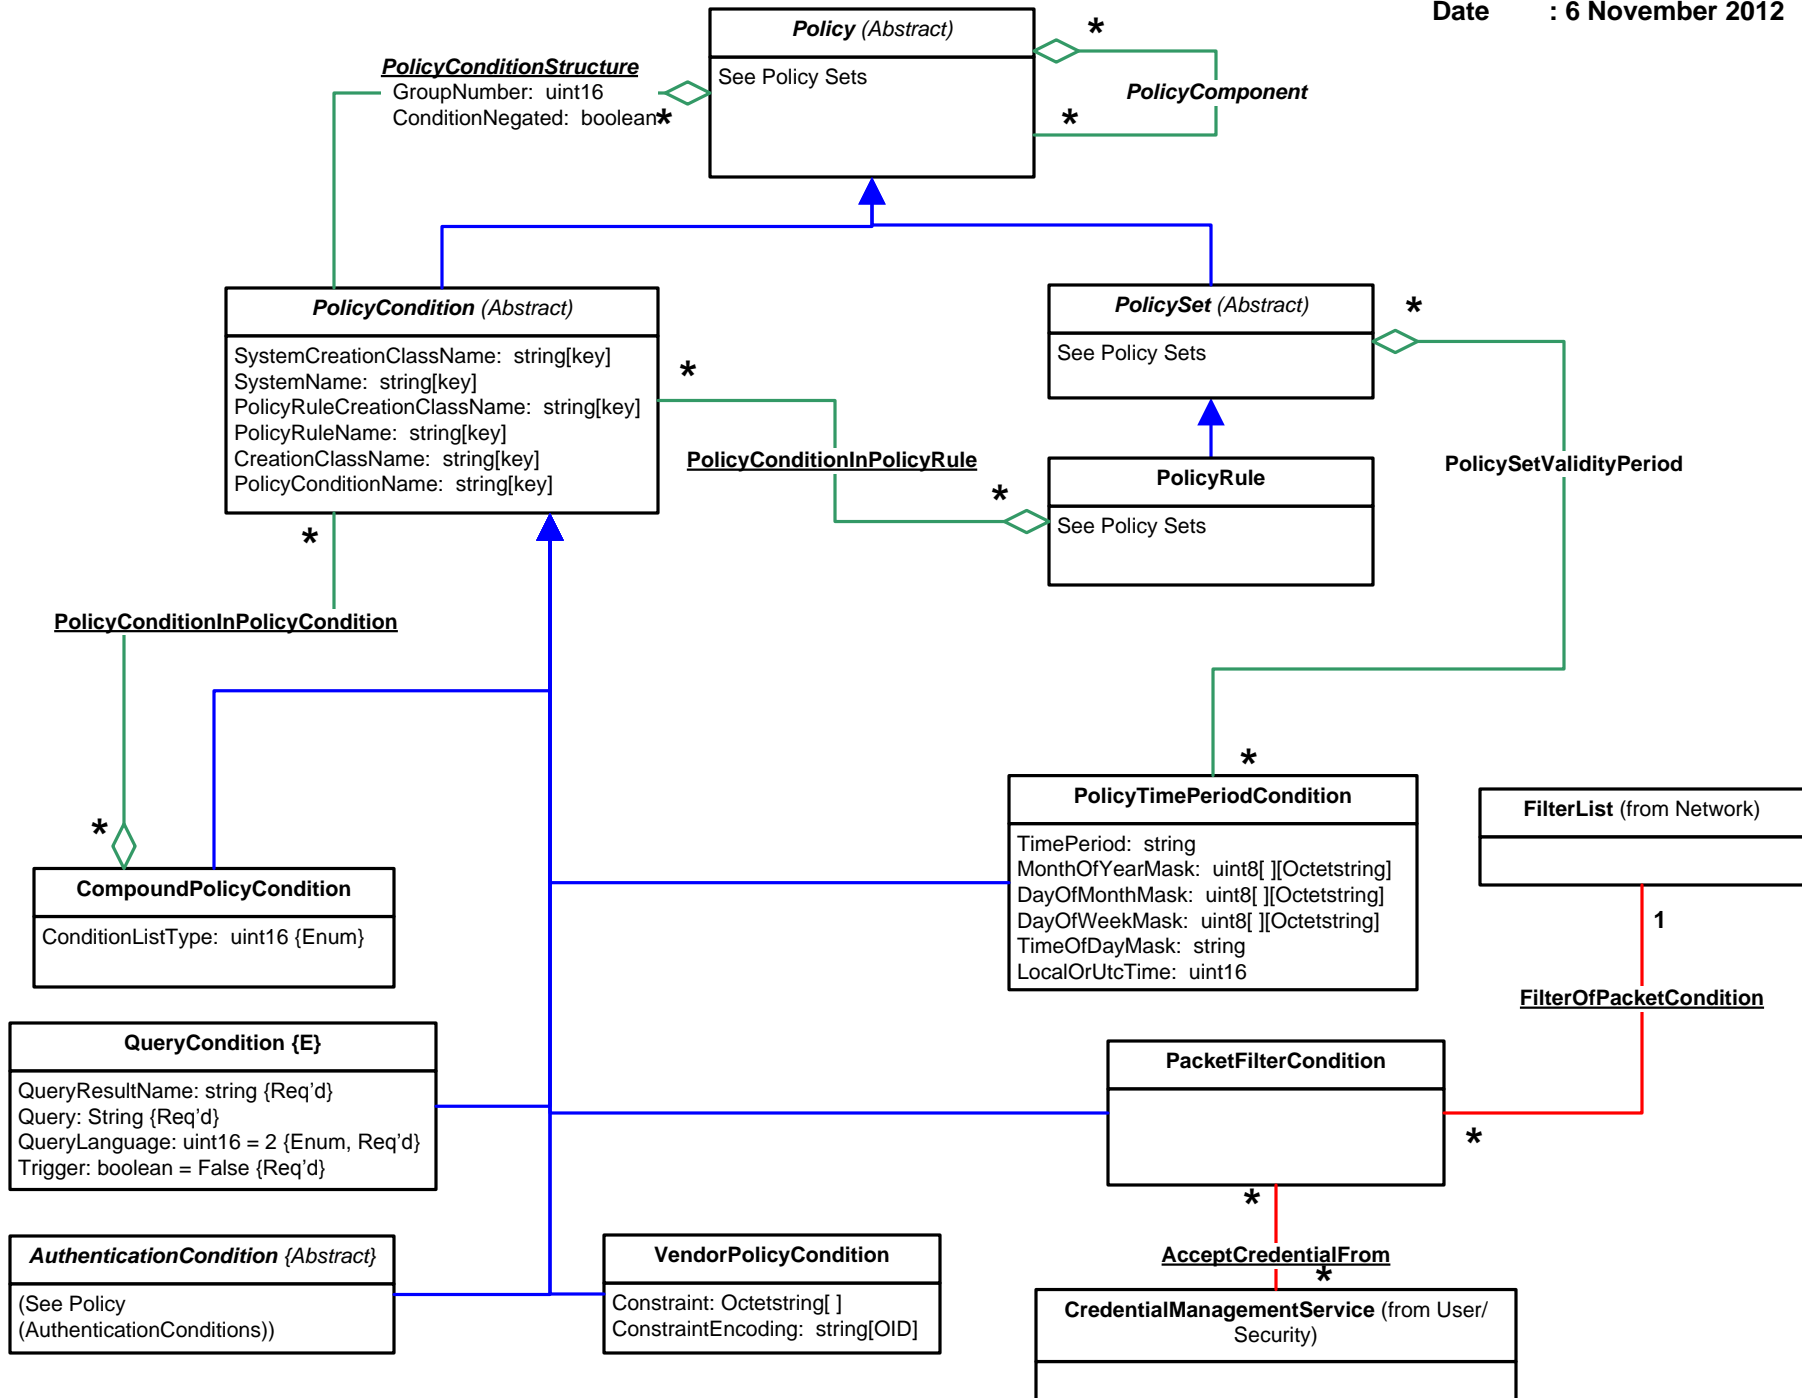 Date : 6 November 2012
Policy (Abstract)
See Policy Sets
*
PolicyComponent
*
PolicyConditionStructure
GroupNumber: uint16
ConditionNegated: boolean
*
PolicyCondition (Abstract)
SystemCreationClassName: string[key]
SystemName: string[key]
PolicyRuleCreationClassName: string[key]
PolicyRuleName: string[key]
CreationClassName: string[key]
PolicyConditionName: string[key]
*
PolicySet (Abstract)
See Policy Sets
*
PolicyConditionInPolicyRule
*
PolicyRule
See Policy Sets
PolicySetValidityPeriod
*
PolicyConditionInPolicyCondition
*
*
PolicyTimePeriodCondition
TimePeriod: string
MonthOfYearMask: uint8[ ][Octetstring]
DayOfMonthMask: uint8[ ][Octetstring]
DayOfWeekMask: uint8[ ][Octetstring]
TimeOfDayMask: string
LocalOrUtcTime: uint16
FilterList (from Network)
1
FilterOfPacketCondition
*
CompoundPolicyCondition
ConditionListType: uint16 {Enum}
QueryCondition {E}
QueryResultName: string {Req'd}
Query: String {Req'd}
QueryLanguage: uint16 = 2 {Enum, Req'd}
Trigger: boolean = False {Req'd}
PacketFilterCondition
*
AcceptCredentialFrom
*
AuthenticationCondition {Abstract}
(See Policy
(AuthenticationConditions))
VendorPolicyCondition
Constraint: Octetstring[ ]
ConstraintEncoding: string[OID]
CredentialManagementService (from User/
Security)